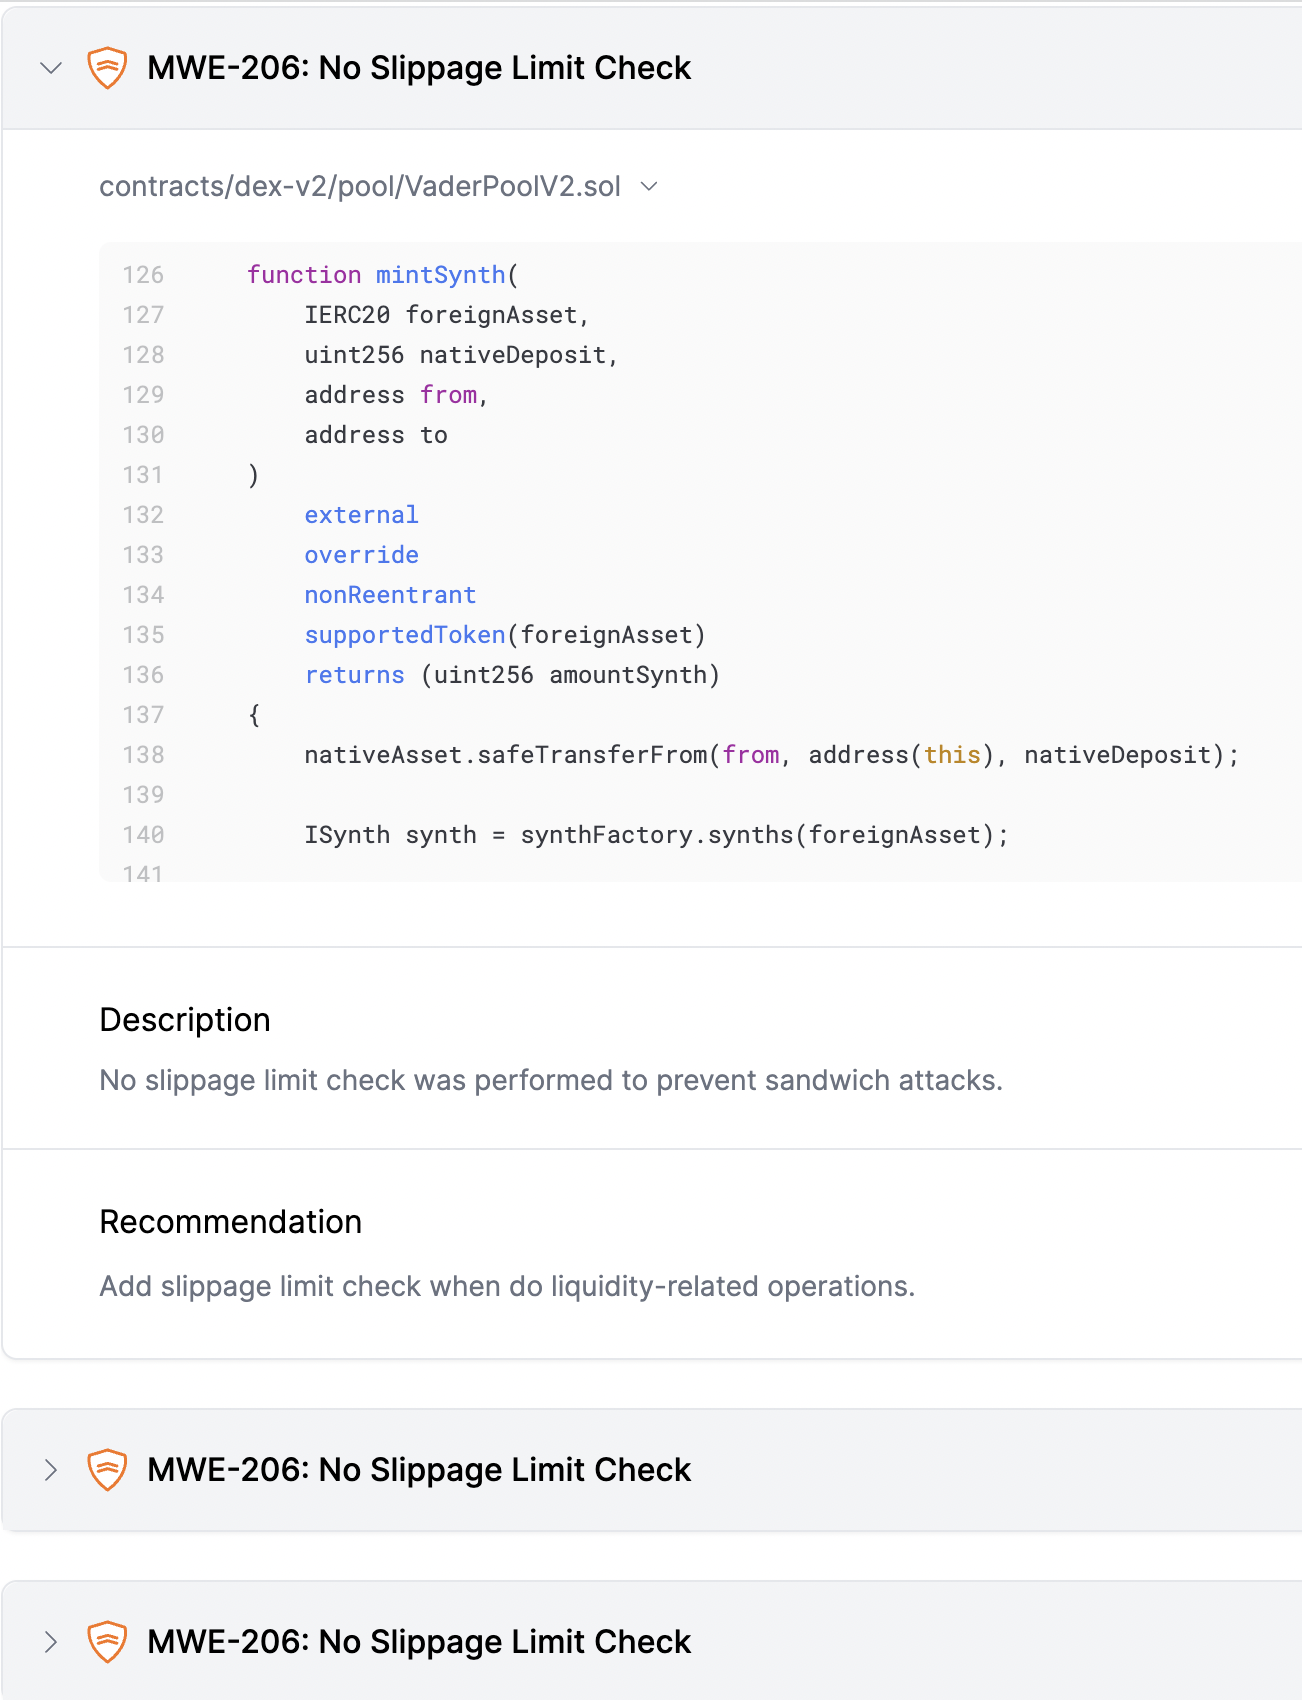 MWE-206: No Slippage Limit Check
contracts/dex-v2/pool/VaderPoolV2.sol
126 function mintSynth(
127 IERC20 foreignAsset,
128 uint256 nativeDeposit,
129 address from,
130 address to
131 )
132 external
133 override
134 nonReentrant
135 supportedToken(foreignAsset)
136 returns (uint256 amountSynth)
137 {
138 nativeAsset.safeTransferFrom(from, address(this), nativeDeposit);
139
140 ISynth synth = synthFactory.synths(foreignAsset);
141
Description
No slippage limit check was performed to prevent sandwich attacks.
Recommendation
Add slippage limit check when do liquidity-related operations.
MWE-206: No Slippage Limit Check
MWE-206: No Slippage Limit Check